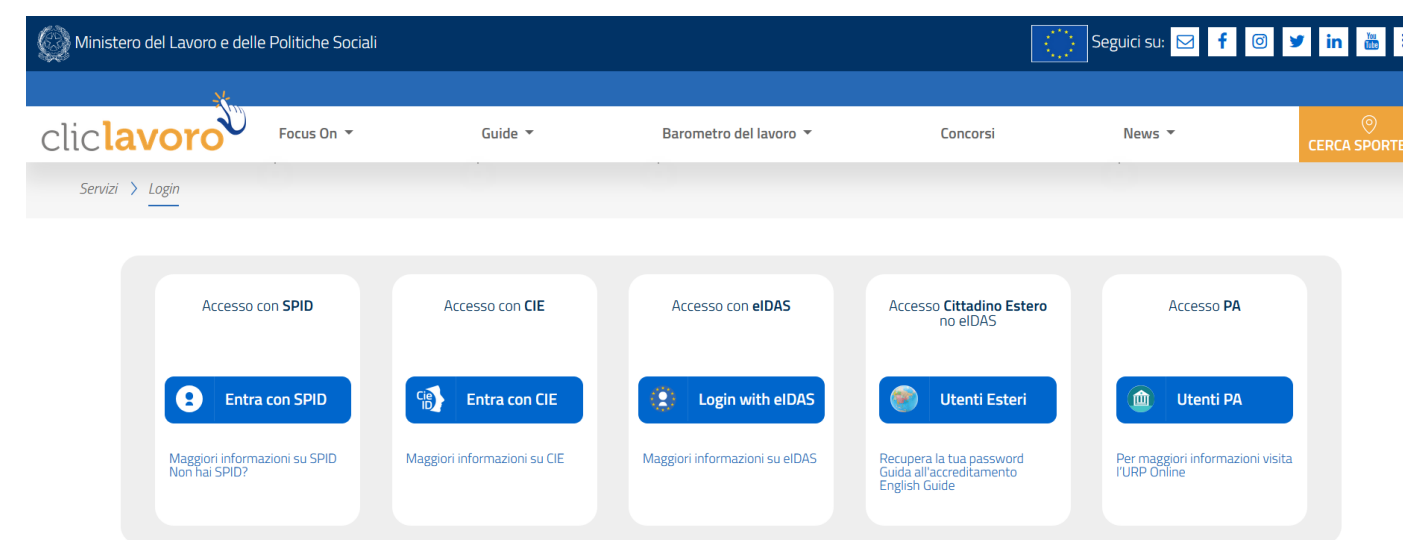 Ministero del Lavoro e delle Politiche Sociali
Seguici su:
cliclavoro
Focus On
Guide
Barometro del lavoro
Concorsi
News
CERCA SPORTE
Servizi > Login
Accesso con SPID
Entra con SPID
Maggiori informazioni su SPID
Non hai SPID?
Accesso con CIE
Cie ID
Entra con CIE
Maggiori informazioni su CIE
Accesso con eIDAS
Login with eIDAS
Maggiori informazioni su eIDAS
Accesso Cittadino Estero
no eIDAS
Utenti Esteri
Recupera la tua password
Guida all'accreditamento
English Guide
Accesso PA
Utenti PA
Per maggiori informazioni visita
l'URP Online